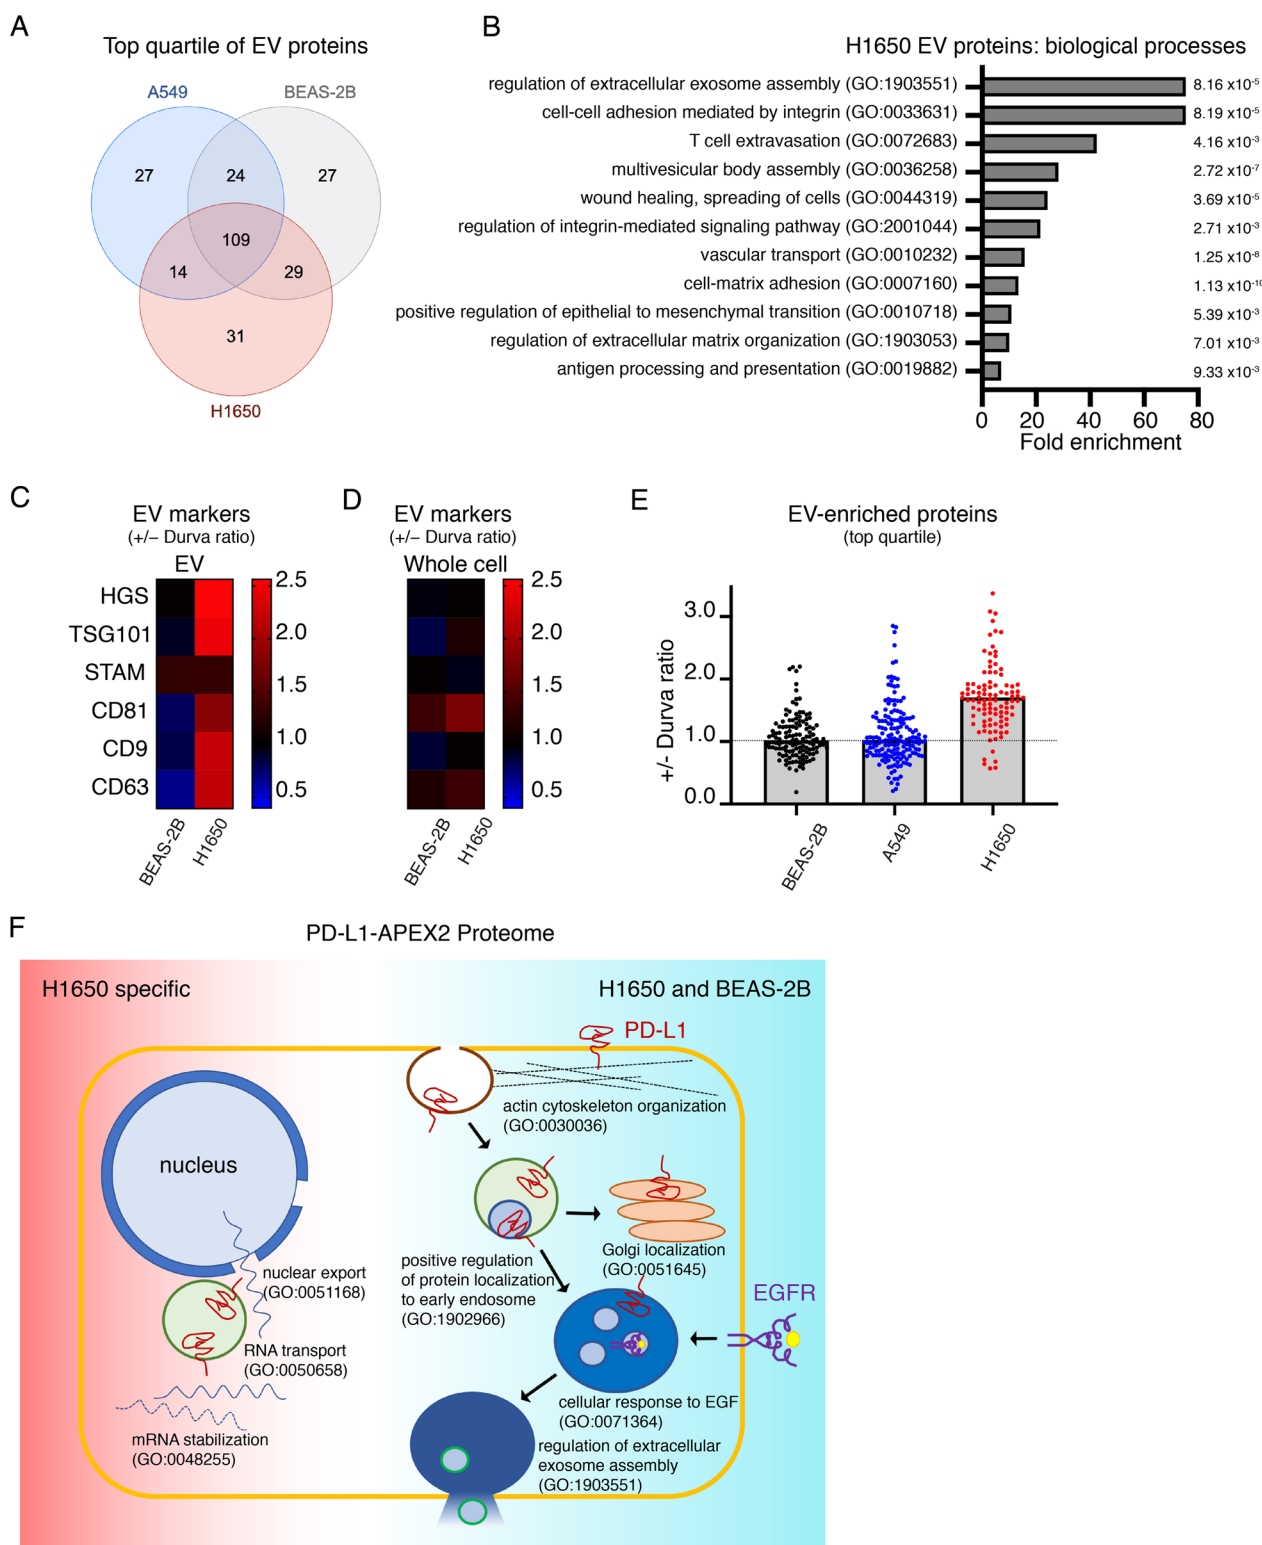 A
Top quartile of EV proteins
A549
BEAS-2B
27
24
27
109
14
29
31
H1650
B
H1650 EV proteins: biological processes
regulation of extracellular exosome assembly (GO:1903551)
8.16 x10-5
cell-cell adhesion mediated by integrin (GO:0033631)
8.19 x10-5
T cell extravasation (GO:0072683)
4.16 x10-3
multivesicular body assembly (GO:0036258)
2.72 x10-7
wound healing, spreading of cells (GO:0044319)
3.69 x10-5
regulation of integrin-mediated signaling pathway (GO:2001044)
2.71 x10-3
vascular transport (GO:0010232)
1.25 x10-8
cell-matrix adhesion (GO:0007160)
1.13 x10-10
positive regulation of epithelial to mesenchymal transition (GO:0010718)
5.39 x10-3
regulation of extracellular matrix organization (GO:1903053)
7.01 x10-3
antigen processing and presentation (GO:0019882)
9.33 x10-3
0 20 40 60 80
Fold enrichment
C
EV markers
(+/− Durva ratio)
EV
HGS
TSG101
STAM
CD81
CD9
CD63
2.5
2.0
1.5
1.0
0.5
BEAS-2B
H1650
D
EV markers
(+/− Durva ratio)
Whole cell
2.5
2.0
1.5
1.0
0.5
BEAS-2B
H1650
E
EV-enriched proteins
(top quartile)
+/- Durva ratio
3.0
2.0
1.0
0.0
BEAS-2B
A549
H1650
F
PD-L1-APEX2 Proteome
H1650 specific
H1650 and BEAS-2B
PD-L1
actin cytoskeleton organization
(GO:0030036)
nucleus
Golgi localization
(GO:0051645)
positive regulation
of protein localization
to early endosome
(GO:1902966)
nuclear export
(GO:0051168)
EGFR
RNA transport
(GO:0050658)
cellular response to EGF
(GO:0071364)
mRNA stabilization
(GO:0048255)
regulation of extracellular
exosome assembly
(GO:1903551)